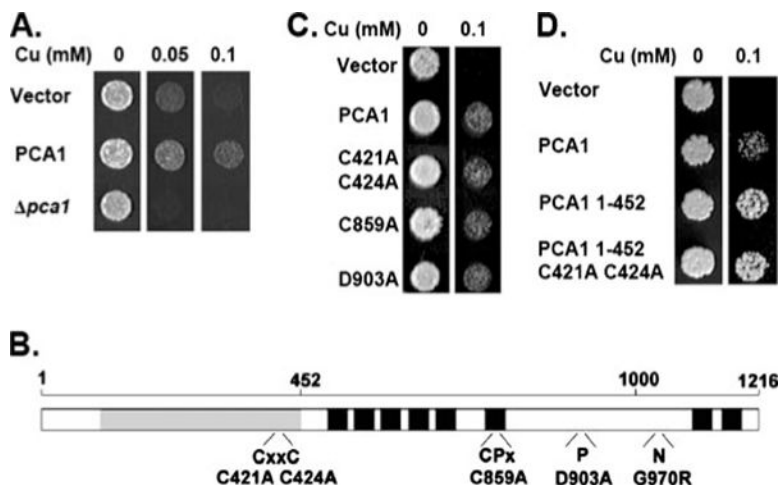 A.
Cu (mM) 0 0.05 0.1
Vector
PCA1
Δpca1
C.
Cu (mM) 0 0.1
Vector
PCA1
C421A
C424A
C859A
D903A
D.
Cu (mM) 0 0.1
Vector
PCA1
PCA1 1-452
PCA1 1-452
C421A C424A
B.
1 452 1000 1216
CxxC CPx P N
C421A C424A C859A D903A G970R